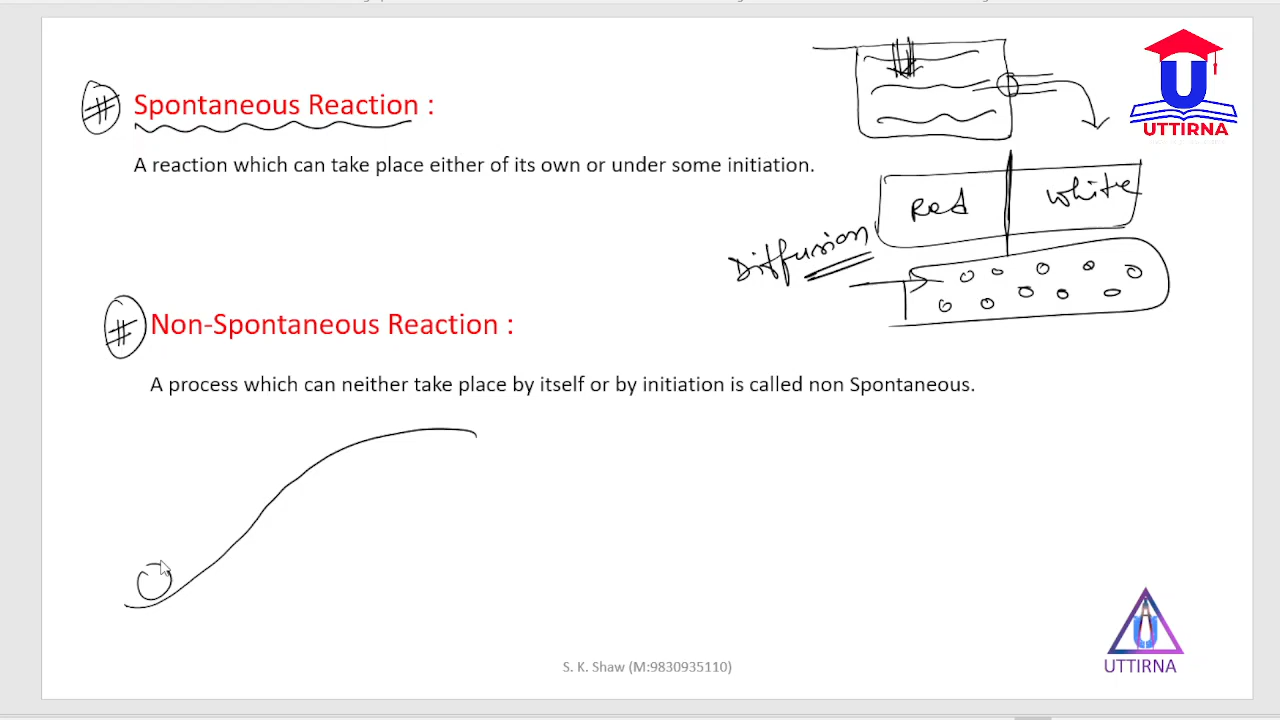 # Spontaneous Reaction :
UTTIRNA
A reaction which can take place either of its own or under some initiation.
Red White
Diffusion
# Non-Spontaneous Reaction :
A process which can neither take place by itself or by initiation is called non Spontaneous.
S. K. Shaw (M:9830935110)
UTTIRNA